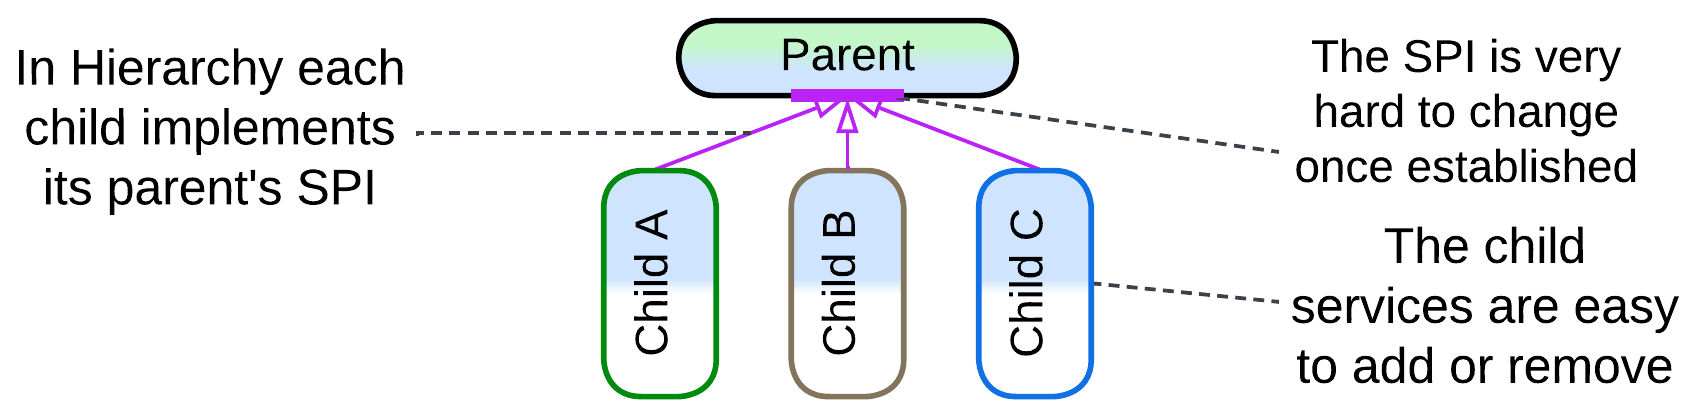 In Hierarchy each
child implements
its parent's SPI
Parent
The SPI is very
hard to change
once established
Child A
Child B
Child C
The child
services are easy
to add or remove